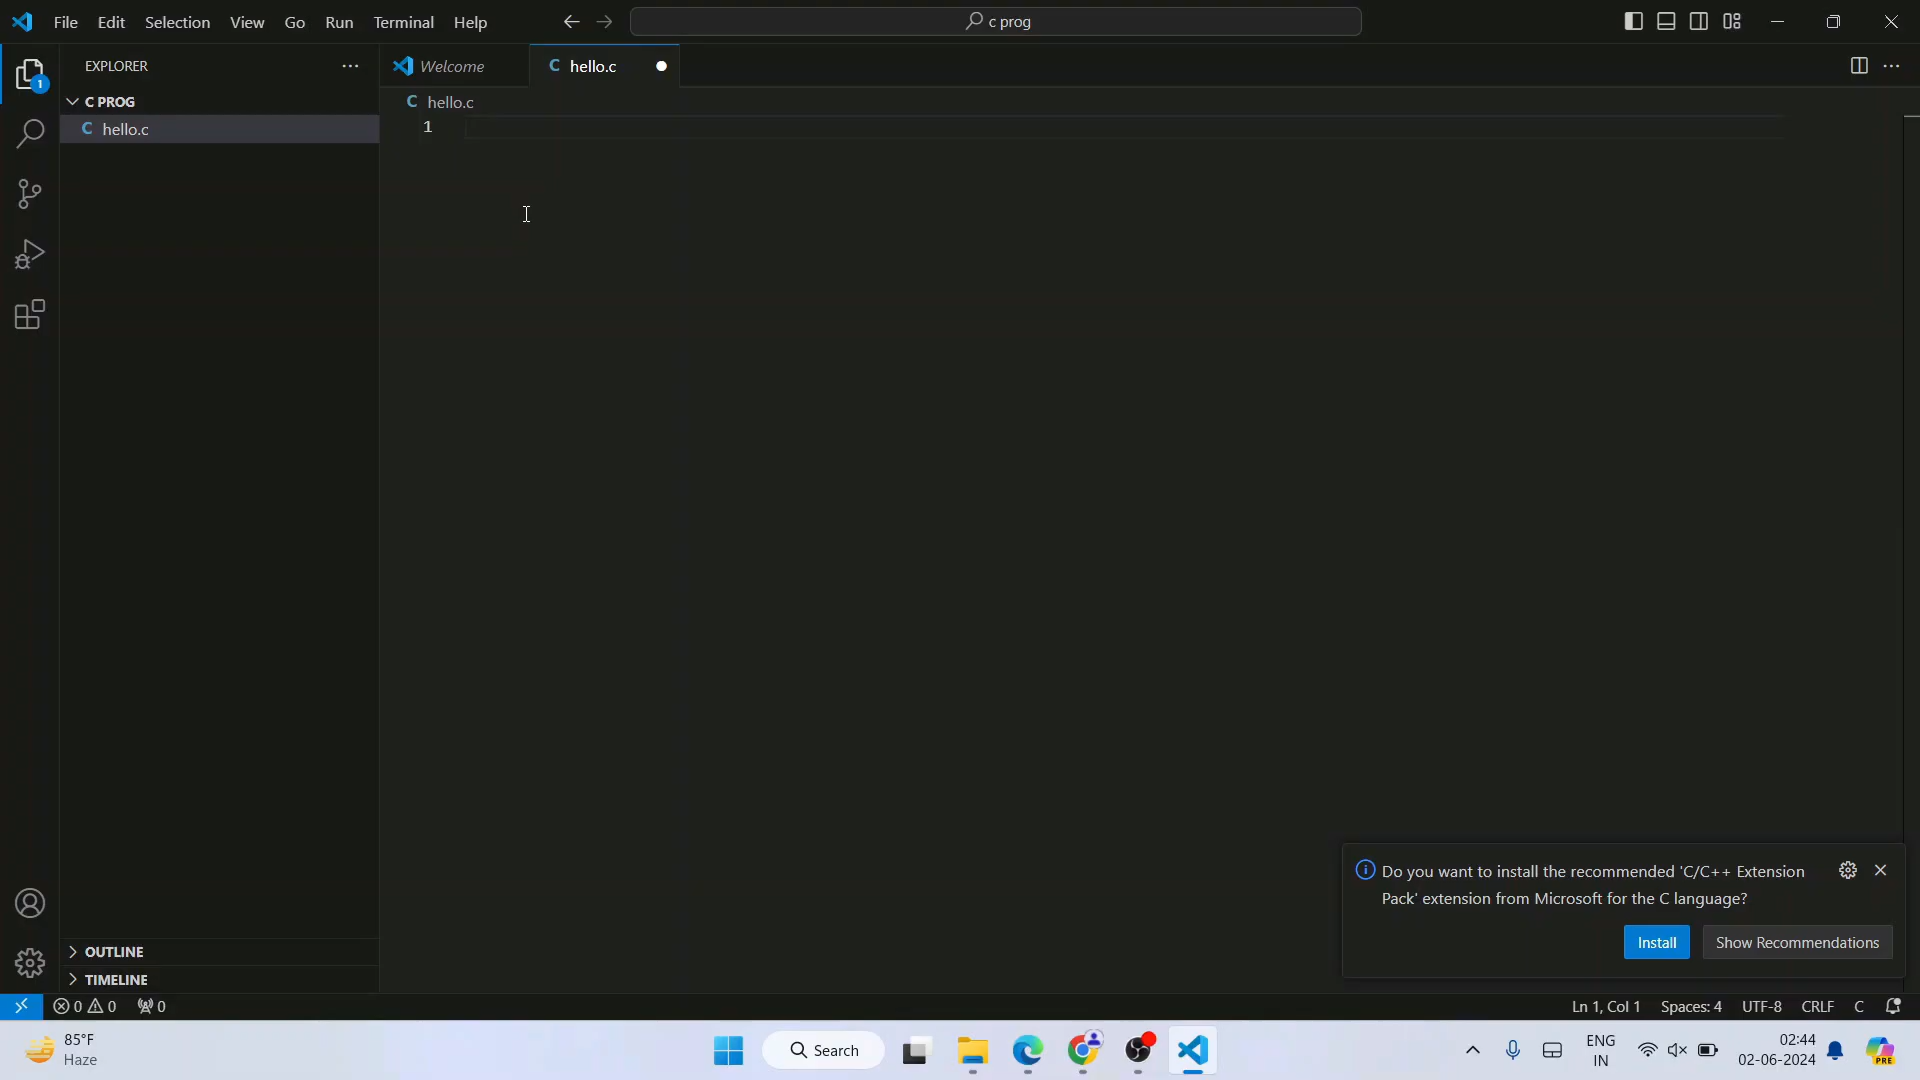 File Edit Selection View Go Run Terminal Help
c prog
EXPLORER
Welcome
C hello.c
1
C PROG
C hello.c
C hello.c
1
Do you want to install the recommended 'C/C++ Extension
Pack' extension from Microsoft for the C language?
Install
Show Recommendations
OUTLINE
TIMELINE
0 0 0
Ln 1, Col 1 Spaces: 4 UTF-8 CRLF C
85°F
Haze
Search
ENG
IN
02:44
02-06-2024
PRE